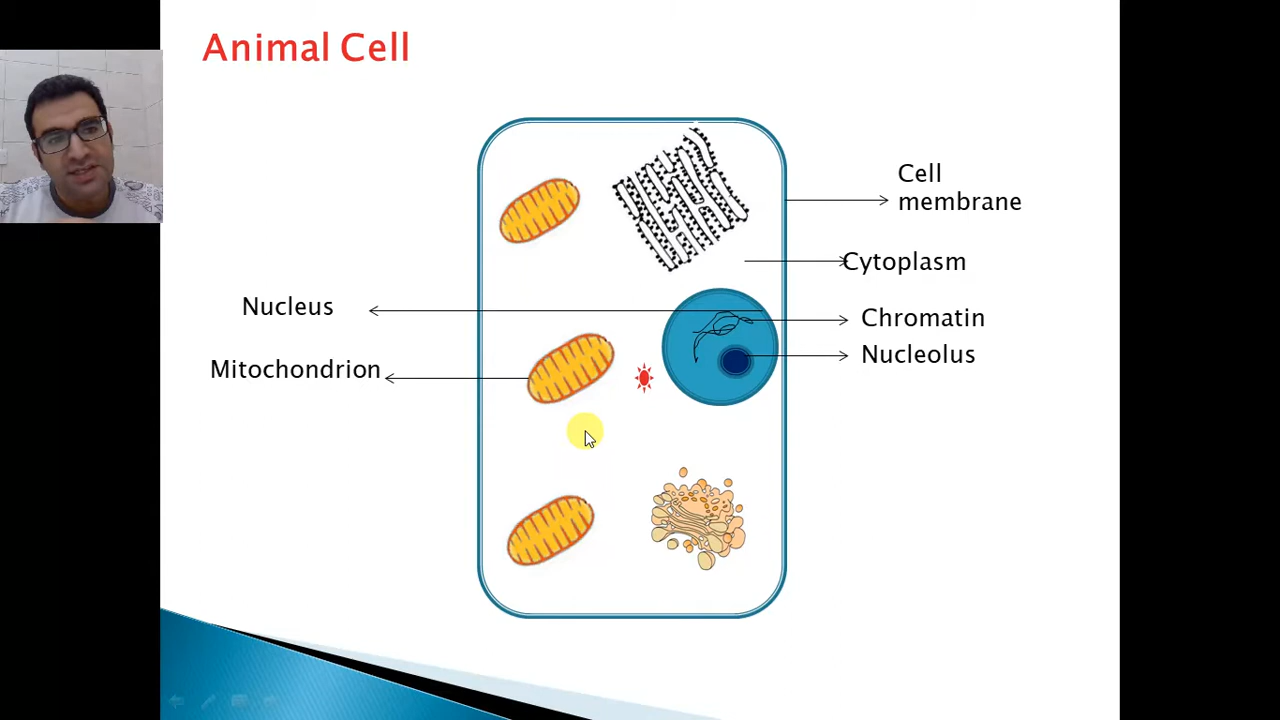 Animal Cell
Cell
membrane
Cytoplasm
Nucleus
Chromatin
Nucleolus
Mitochondrion